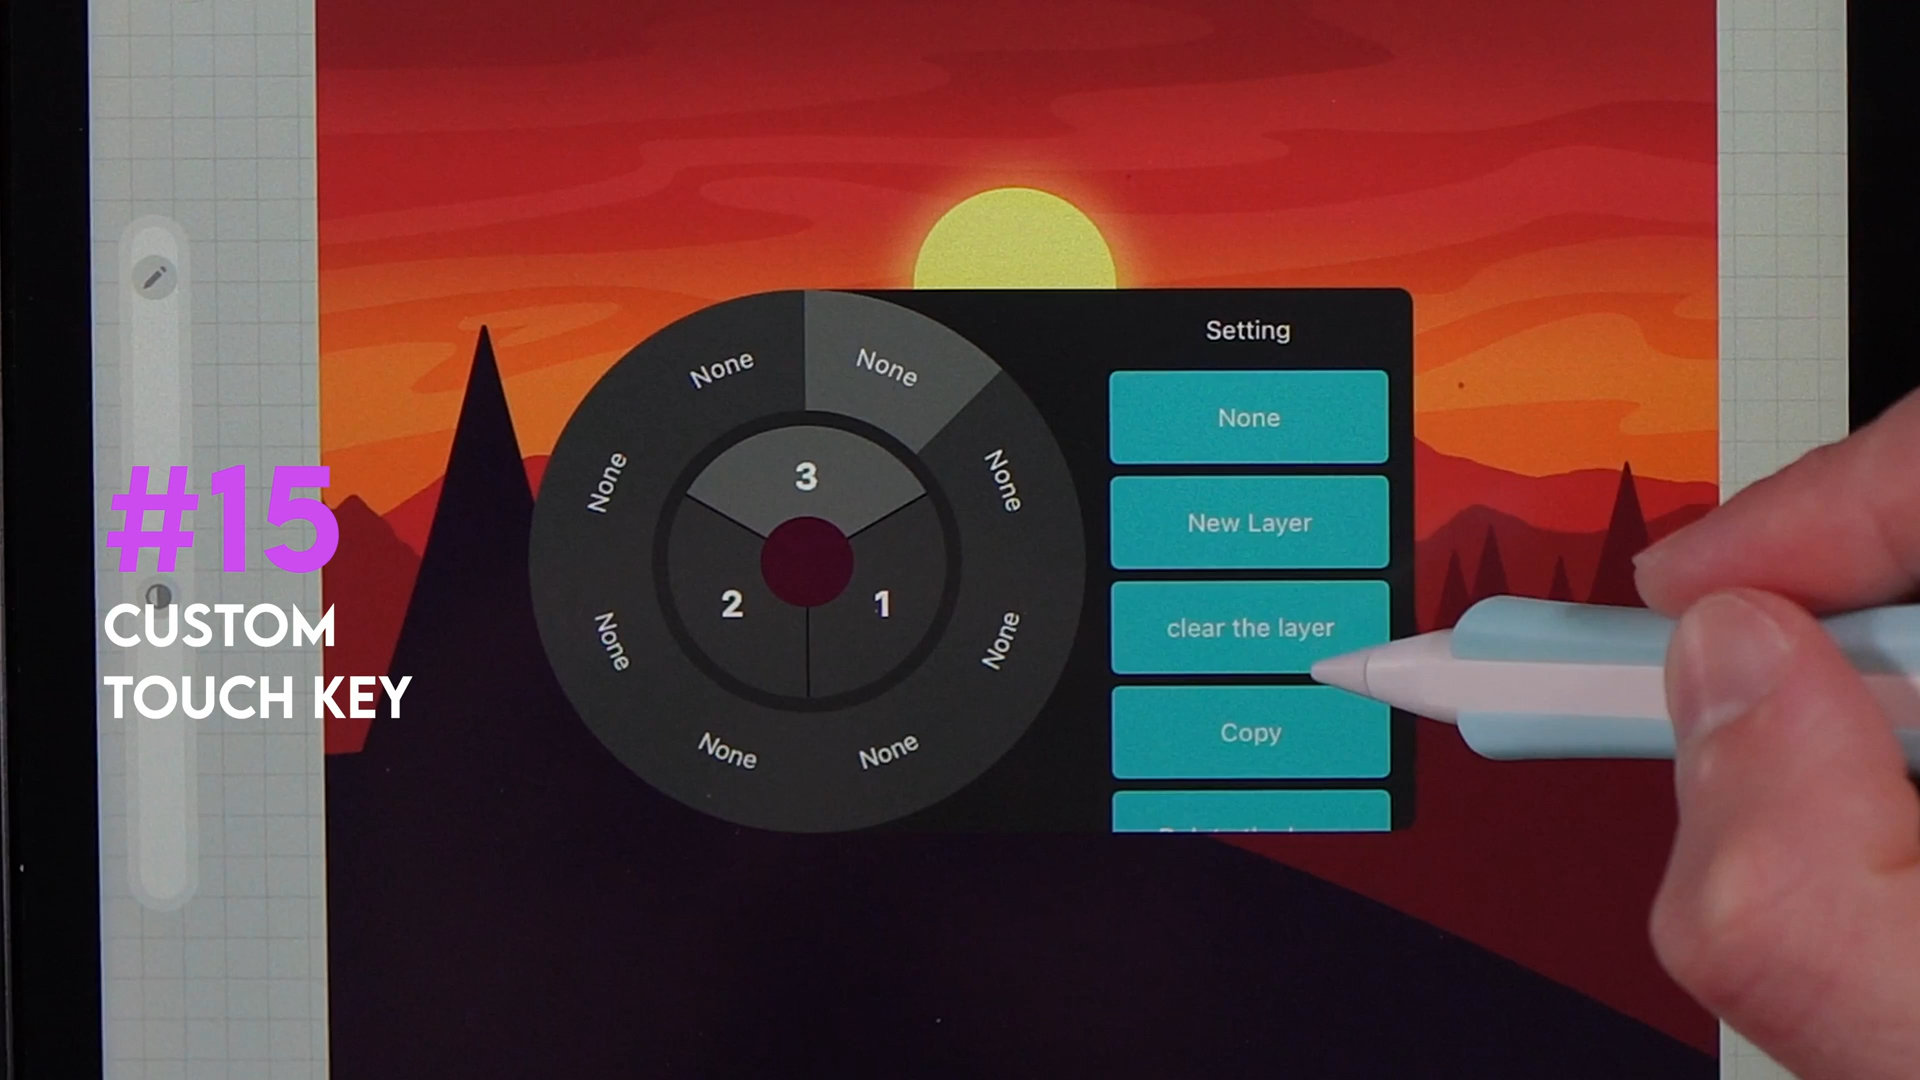 #15
CUSTOM
TOUCH KEY
None
None
None
None
None
None
None
None
3
2
1
Setting
None
New Layer
clear the layer
Copy